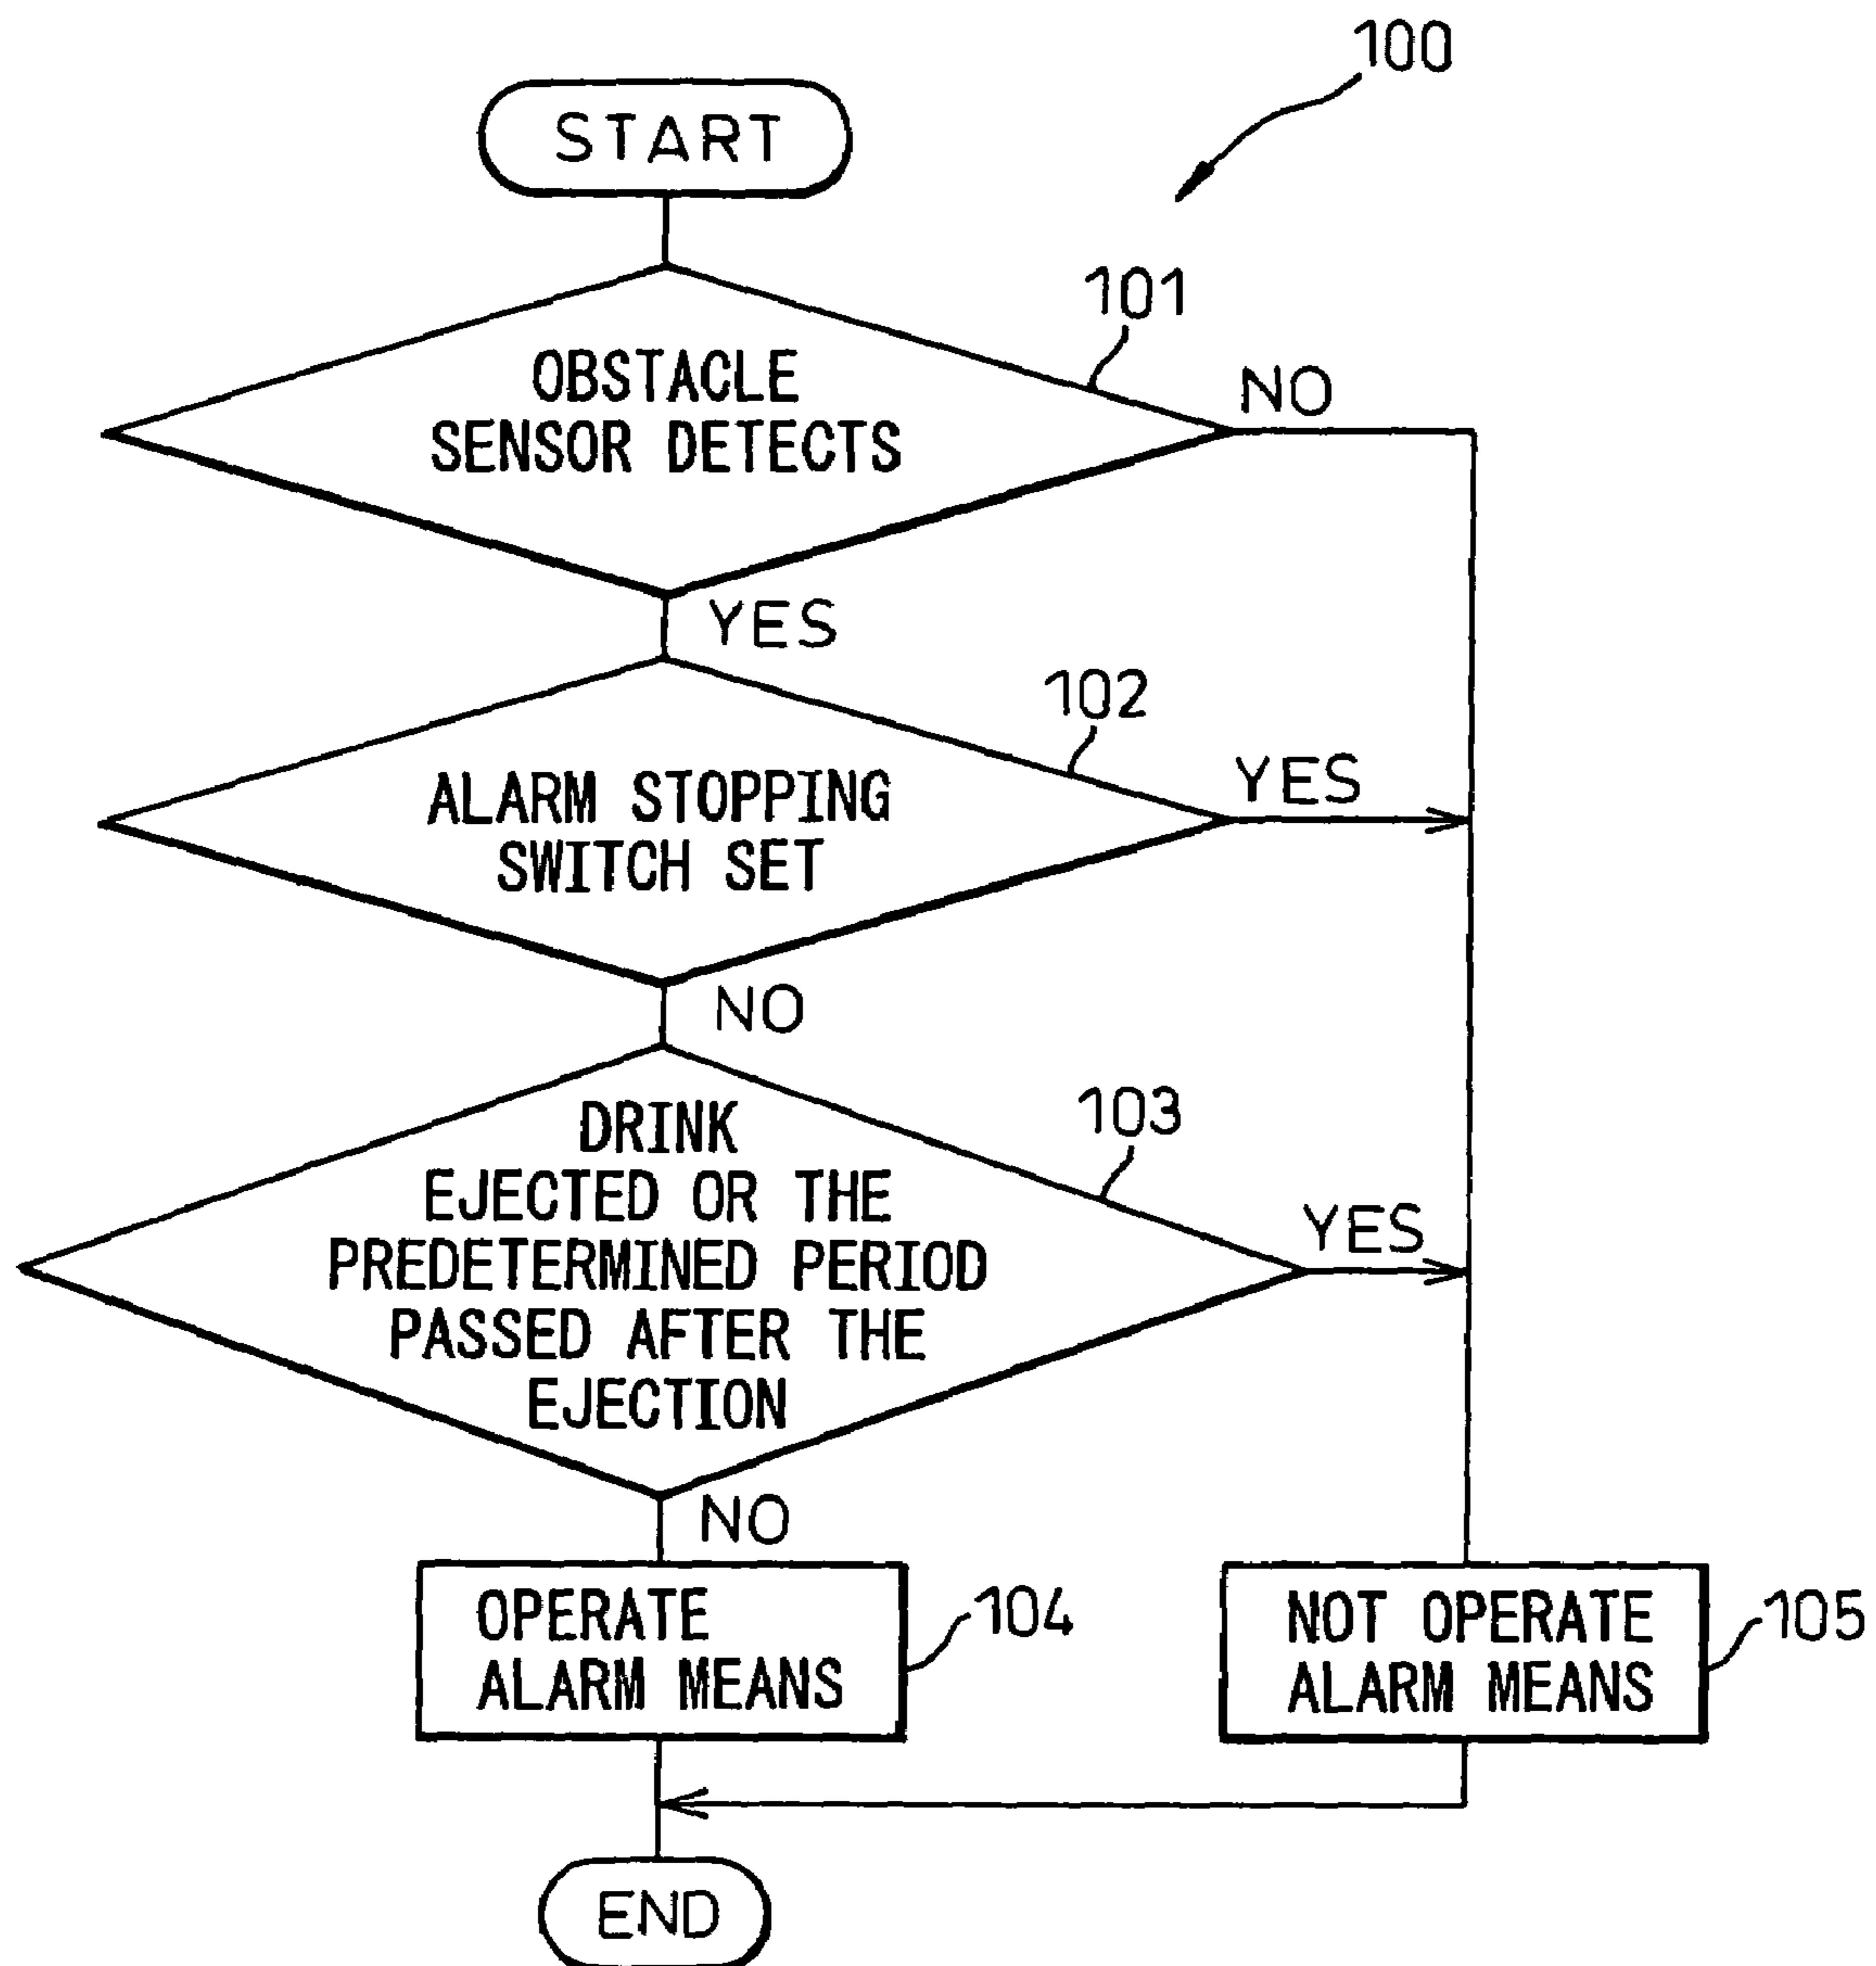 100
START
101
OBSTACLE
SENSOR DETECTS
NO
YES
102
ALARM STOPPING
SWITCH SET
YES
NO
103
DRINK
EJECTED OR THE
PREDETERMINED PERIOD
PASSED AFTER THE
EJECTION
YES
NO
OPERATE
ALARM MEANS
104
NOT OPERATE
ALARM MEANS
105
END